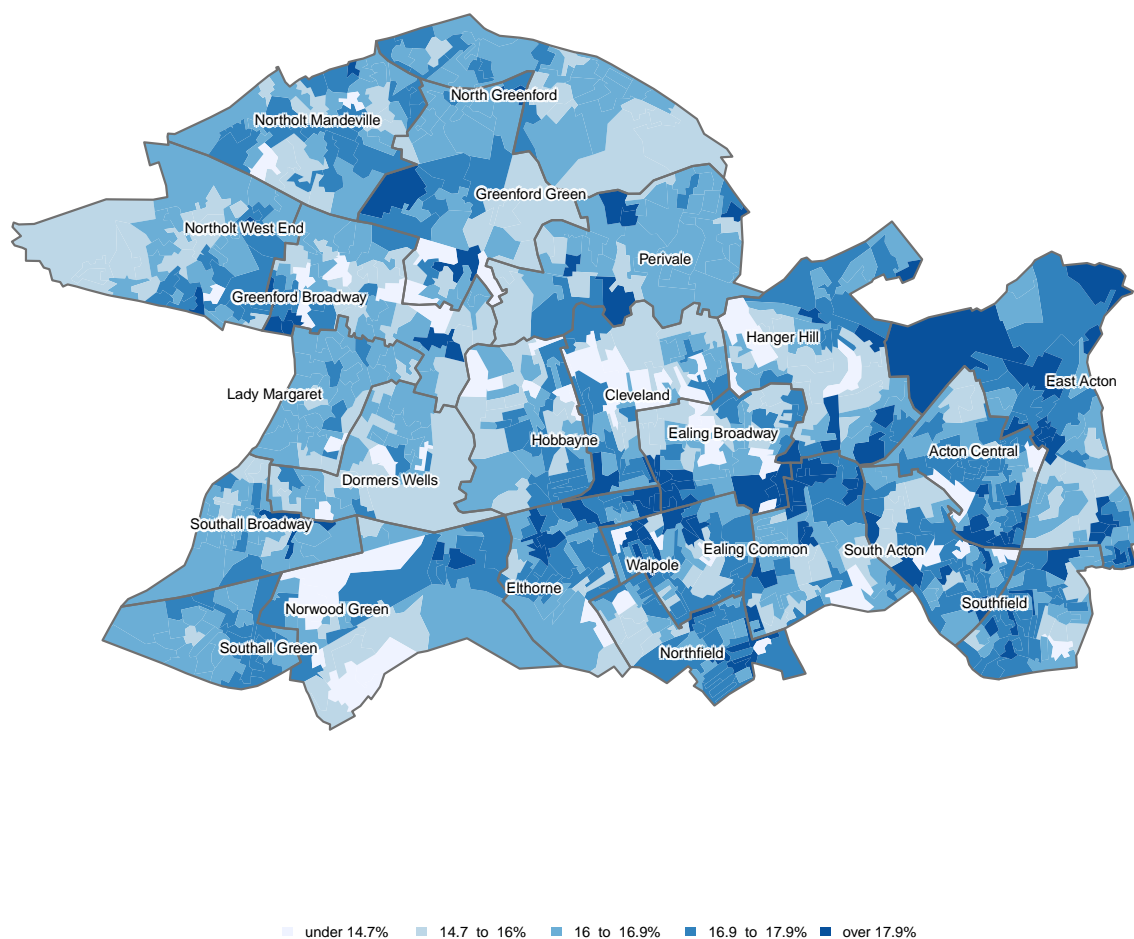 North Greenford
Northolt Mandeville
Greenford Green
Northolt West End
Perivale
Greenford Broadway
Hanger Hill
East Acton
Lady Margaret
Cleveland
Ealing Broadway
Hobbayne
Acton Central
Dormers Wells
Southall Broadway
Ealing Common
South Acton
Walpole
Elthorne
Southfield
Norwood Green
Southall Green
Northfield
under 14.7%
14.7 to 16%
16 to 16.9%
16.9 to 17.9%
over 17.9%